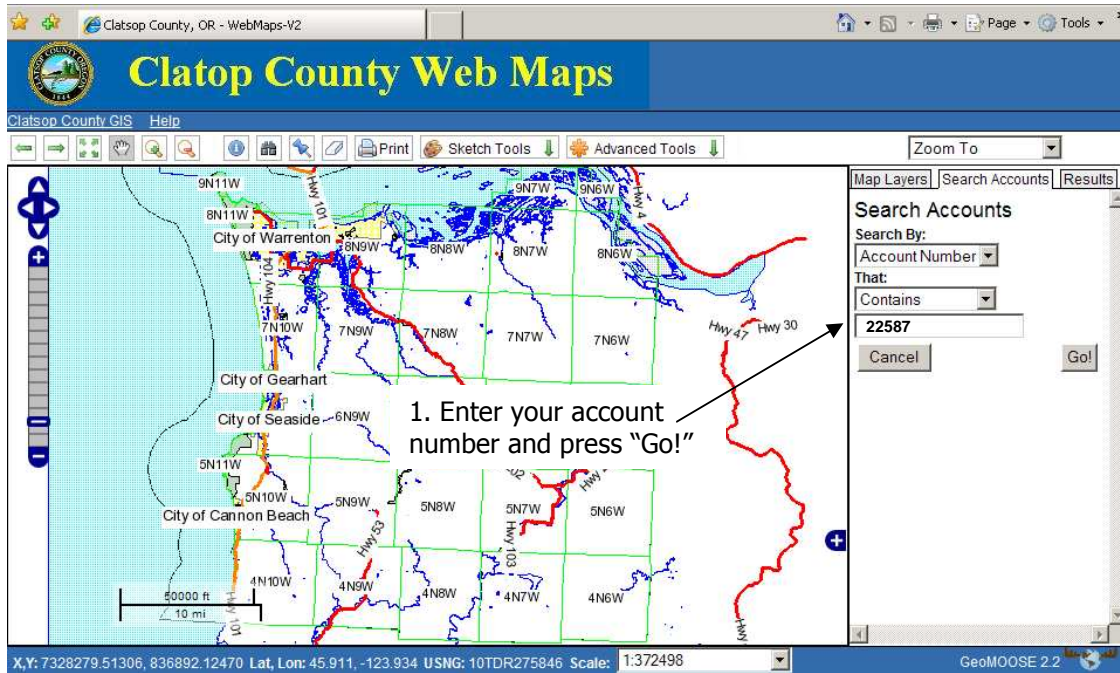 Clatsop County, OR - WebMaps-V2
Page
Tools
Clatop County Web Maps
Clatsop County GIS Help
Print Sketch Tools Advanced Tools Zoom To
Map Layers Search Accounts Results
Search Accounts
Search By:
Account Number
That:
Contains
22587
Cancel Go!
9N11W
Hwy 101
9N7W
9N6W
Hwy 4
8N11W
City of Warrenton
8N9W
8N8W
8N7W
8N6W
Hwy 104
7N10W
7N9W
7N8W
7N7W
7N6W
Hwy 47
Hwy 30
City of Gearhart
1. Enter your account
number and press “Go!”
City of Seaside
6N9W
5N11W
5N10W
5N9W
5N8W
5N7W
5N6W
Hwy
City of Cannon Beach
Hwy 53
Hwy 103
4N10W
4N9W
4N8W
4N7W
4N6W
50000 ft
10 mi
Hwy 101
Hwy
X,Y: 7328279.51306, 836892.12470 Lat, Lon: 45.911, -123.934 USNG: 10TDR275846 Scale: 1:372498
GeoMOOSE 2.2